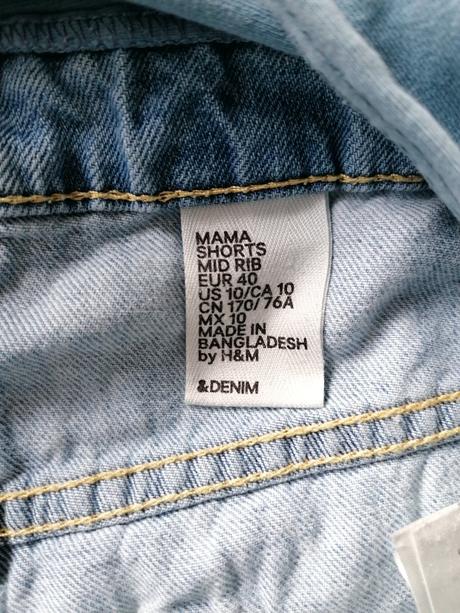 MAMA
SHORTS
MID RIB
EUR 40
US 10/CA 10
CN 170/76A
MX 10
MADE IN
BANGLADESH
by H&M
&DENIM